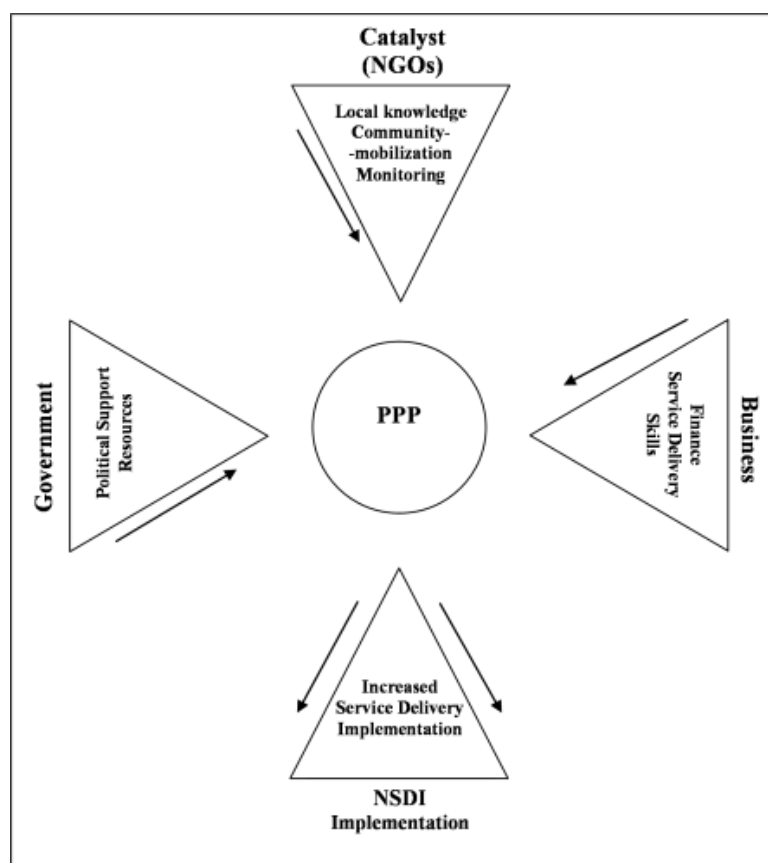 Catalyst
(NGOs)
Local knowledge
Community-
-mobilization
Monitoring
Government
Political Support
Resources
PPP
Finance
Service Delivery
Skills
Business
Increased
Service Delivery
Implementation
NSDI
Implementation